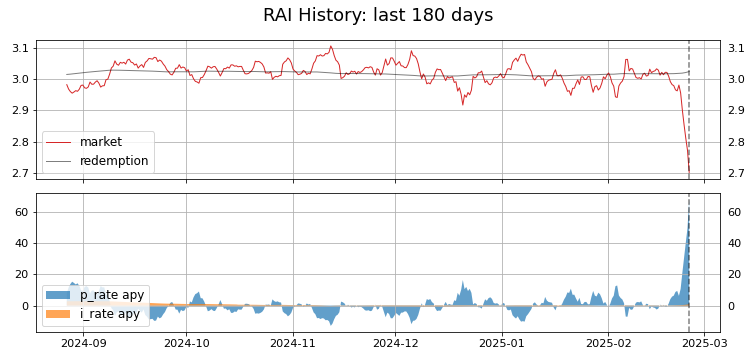 RAI History: last 180 days
3.1 3.1
3.0 3.0
2.9 2.9
2.8 2.8
2.7 2.7
market
redemption
60 60
40 40
20 20
0 0
p_rate apy
i_rate apy
2024-09 2024-10 2024-11 2024-12 2025-01 2025-02 2025-03